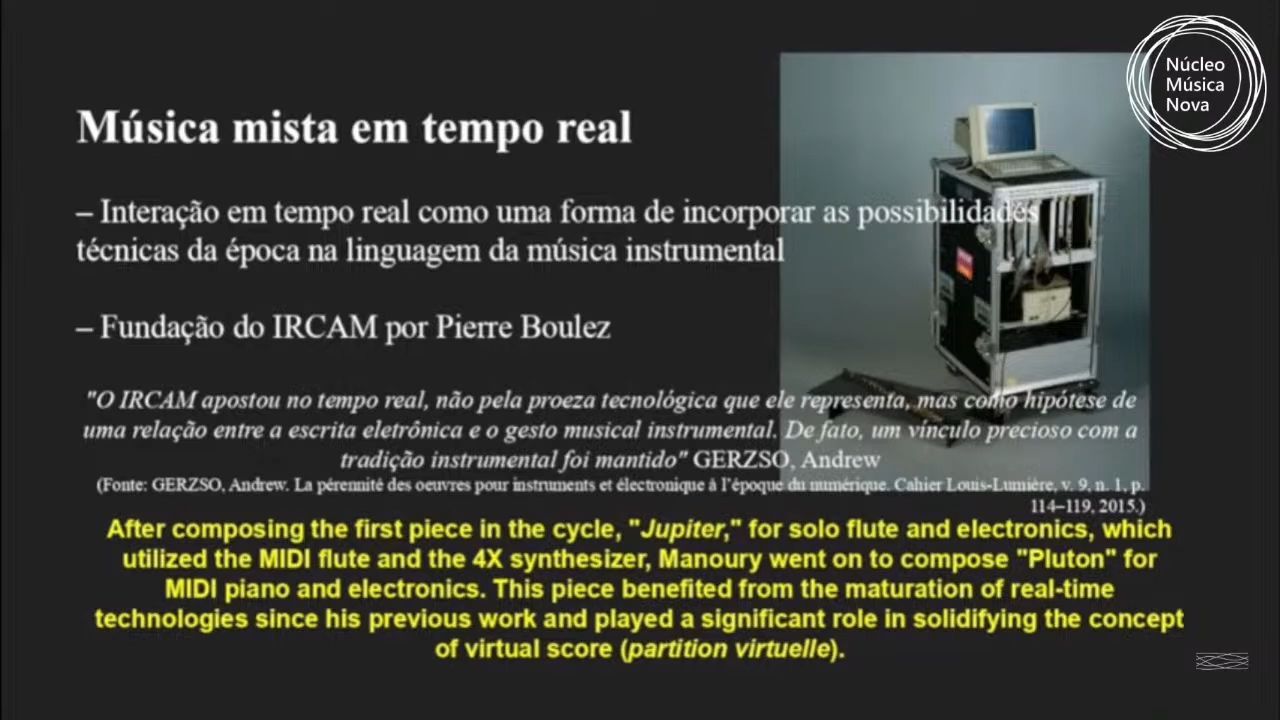 Núcleo
Música
Nova
Música mista em tempo real
– Interação em tempo real como uma forma de incorporar as possibilidades
técnicas da época na linguagem da música instrumental
– Fundação do IRCAM por Pierre Boulez
"O IRCAM apostou no tempo real, não pela proeza tecnológica que ele representa, mas como hipótese de
uma relação entre a escrita eletrônica e o gesto musical instrumental. De fato, um vínculo precioso com a
tradição instrumental foi mantido" GERZSO, Andrew
(Fonte: GERZSO, Andrew. La pérennité des oeuvres pour instruments et électronique à l'époque du numérique. Cahier Louis-Lumière, v. 9, n. 1, p.
114–119, 2015.)
After composing the first piece in the cycle, "Jupiter," for solo flute and electronics, which
utilized the MIDI flute and the 4X synthesizer, Manoury went on to compose "Pluton" for
MIDI piano and electronics. This piece benefited from the maturation of real-time
technologies since his previous work and played a significant role in solidifying the concept
of virtual score (partition virtuelle).